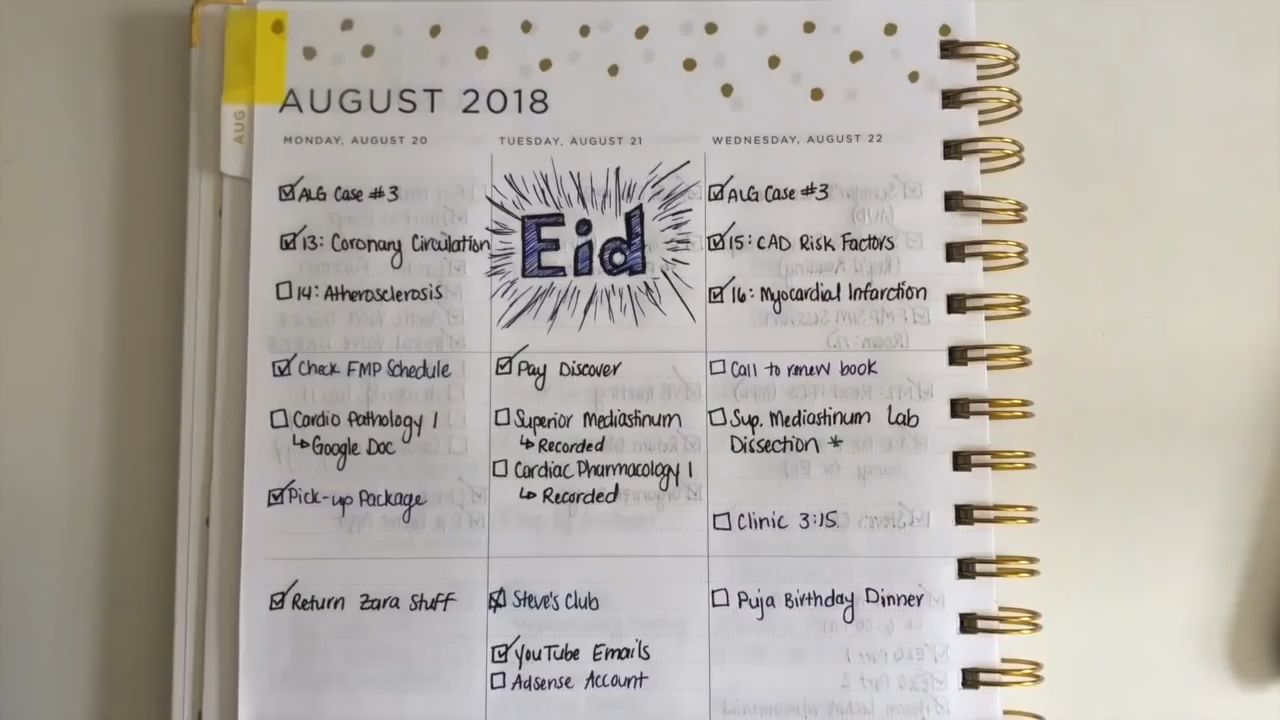 AUG
AUGUST 2018
MONDAY, AUGUST 20
ALG Case #3
13: Coronary Circulation
14: Atherosclerosis
Check FMP Schedule
Cardio Pathology 1
↳ Google Doc
Pick-up Package
Return Zara Stuff
TUESDAY, AUGUST 21
Eid
Pay Discover
Superior Mediastinum
↳ Recorded
Cardiac Pharmacology 1
↳ Recorded
Steve's Club
YouTube Emails
Adsense Account
WEDNESDAY, AUGUST 22
ALG Case #3
15: CAD Risk Factors
16: Myocardial Infarction
Call to renew book
Sup. Mediastinum Lab
Dissection *
Clinic 3:15
Puja Birthday Dinner